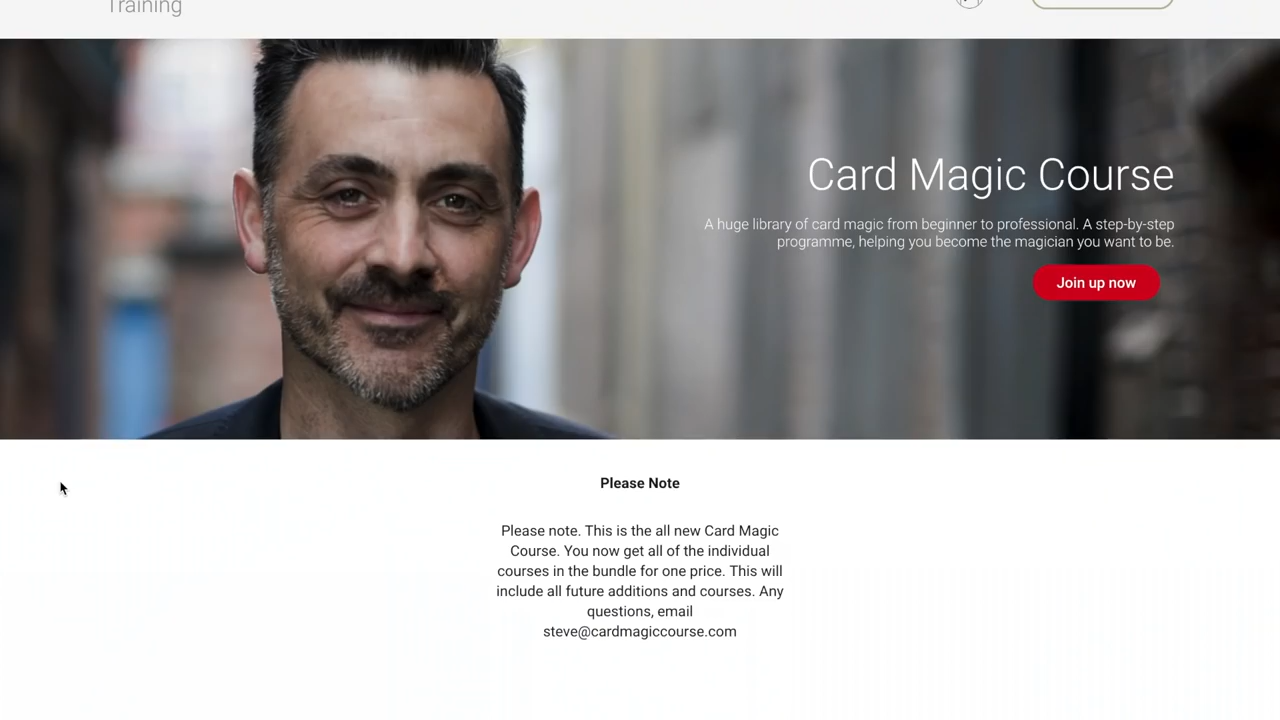 Training
Card Magic Course
A huge library of card magic from beginner to professional. A step-by-step
programme, helping you become the magician you want to be.
Join up now
Please Note
Please note. This is the all new Card Magic
Course. You now get all of the individual
courses in the bundle for one price. This will
include all future additions and courses. Any
questions, email
steve@cardmagiccourse.com